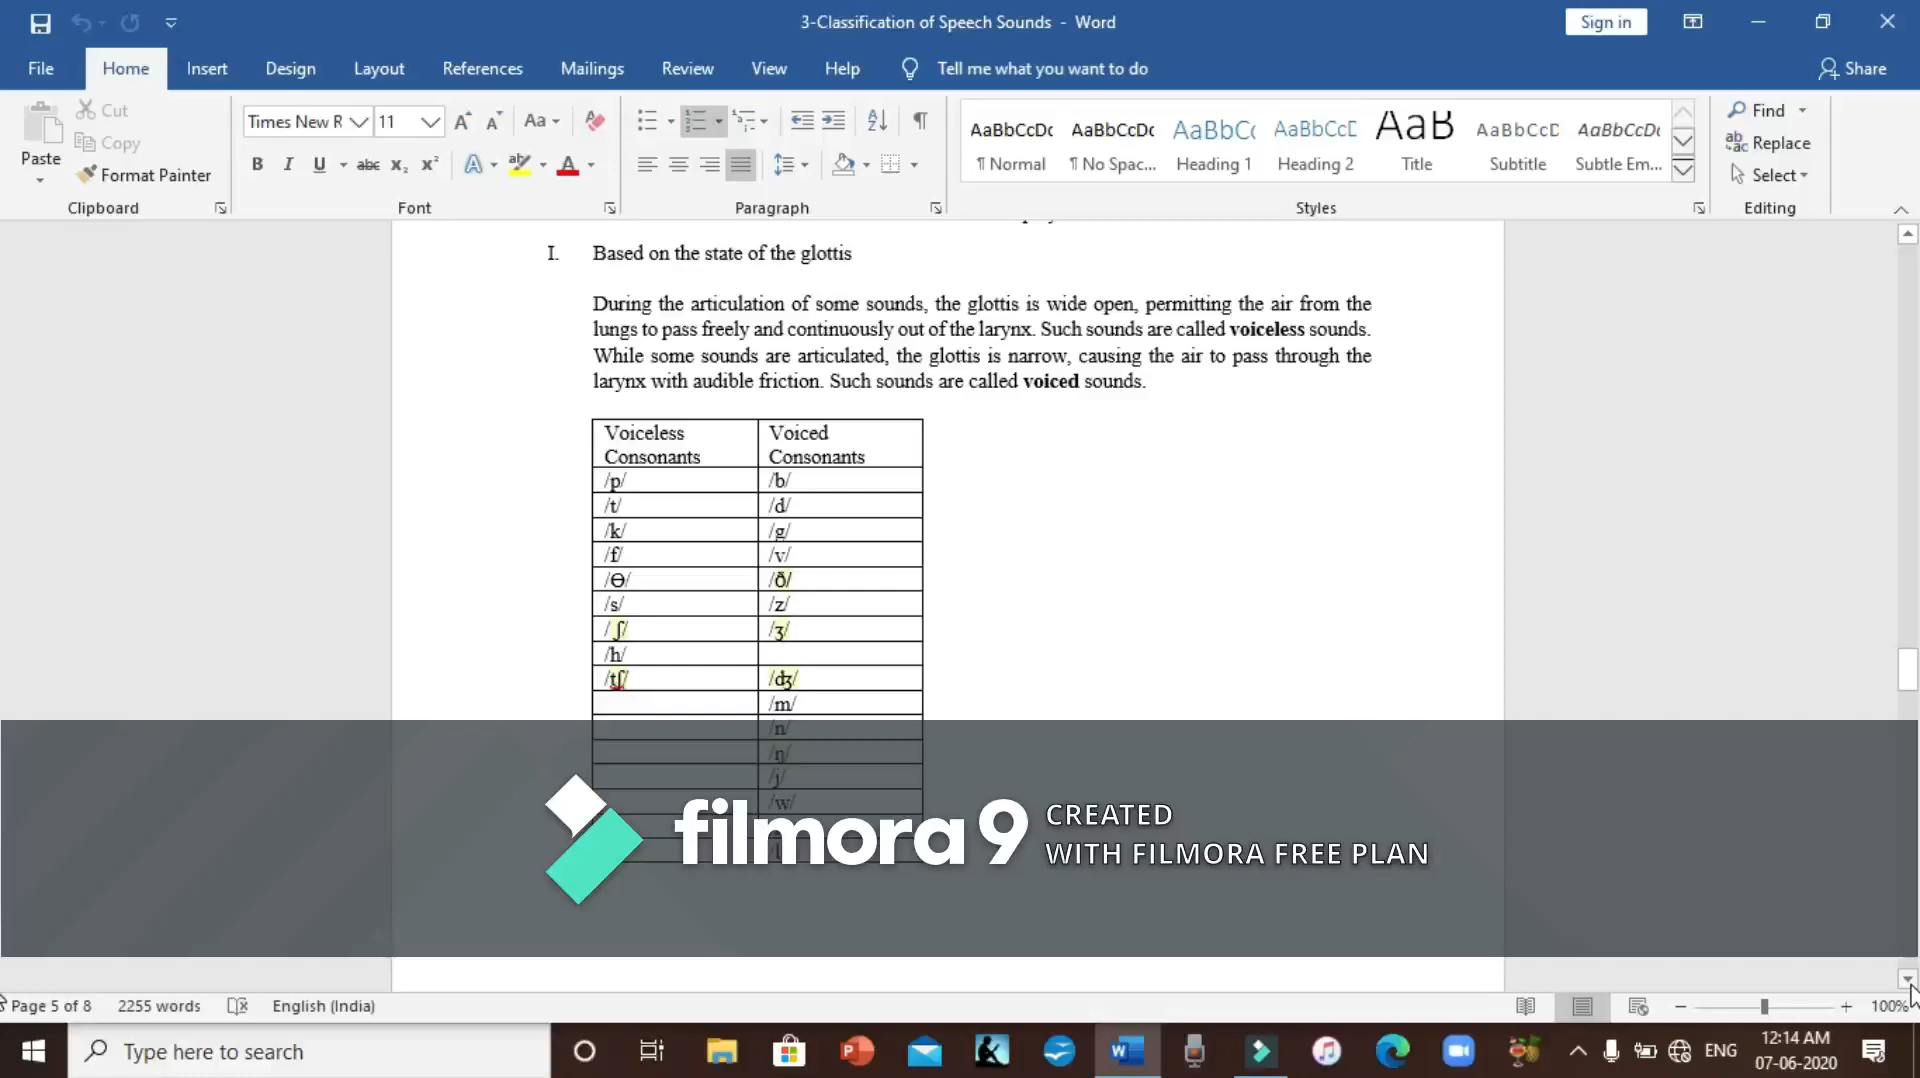 3-Classification of Speech Sounds - Word
Sign in
File Home Insert Design Layout References Mailings Review View Help Tell me what you want to do Share
Paste
Cut
Copy
Format Painter
Clipboard
Times New R 11
Font
Paragraph
AaBbCcDc AaBbCcDc AaBbC( AaBbCcC AaB AaBbCcD AaBbCcDc
¶ Normal ¶ No Spac... Heading 1 Heading 2 Title Subtitle Subtle Em...
Styles
Find
Replace
Select
Editing
I. Based on the state of the glottis
During the articulation of some sounds, the glottis is wide open, permitting the air from the
lungs to pass freely and continuously out of the larynx. Such sounds are called voiceless sounds.
While some sounds are articulated, the glottis is narrow, causing the air to pass through the
larynx with audible friction. Such sounds are called voiced sounds.
Voiceless Consonants Voiced Consonants
/p/ /b/
/t/ /d/
/k/ /g/
/f/ /v/
/Ɵ/ /ð/
/s/ /z/
/ ʃ/ /ʒ/
/h/
/tʃ/ /ʤ/
/m/
/n/
/ŋ/
/j/
/w/
filmora9 CREATED
WITH FILMORA FREE PLAN
Page 5 of 8 2255 words English (India) 100%
Type here to search
ENG
12:14 AM
07-06-2020